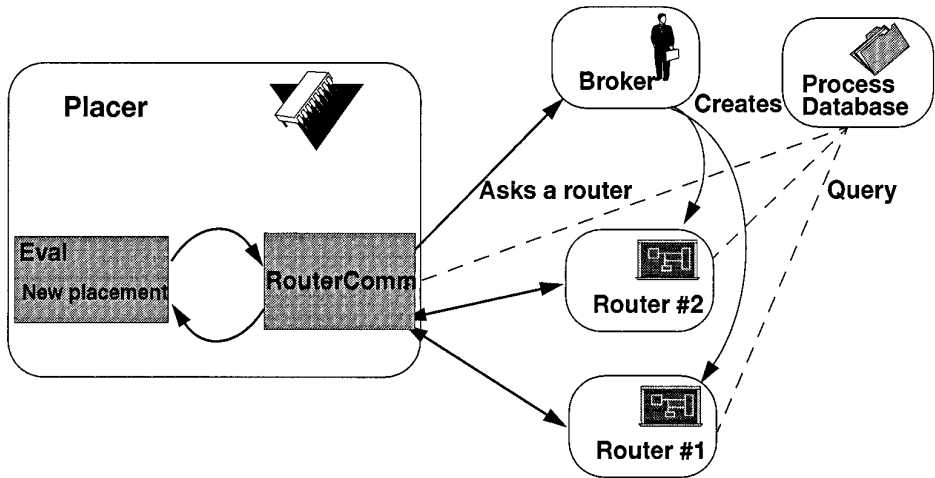 Placer
Broker
Creates
Process
Database
Asks a router
Query
Eval
New placement
RouterComm
Router #2
Router #1